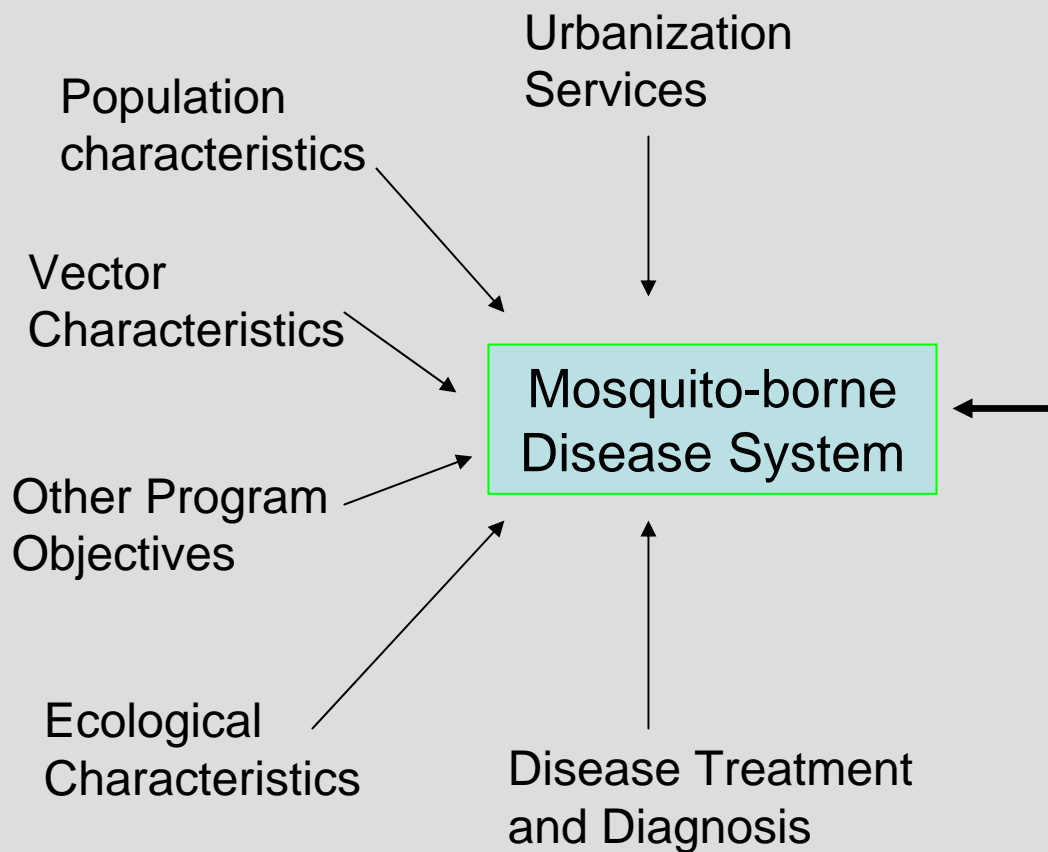 Urbanization
Services
Population
characteristics
Vector
Characteristics
Mosquito-borne
Disease System
Other Program
Objectives
Ecological
Characteristics
Disease Treatment
and Diagnosis